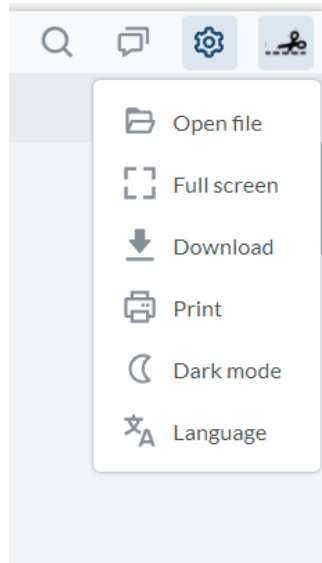 Open file
Full screen
Download
Print
Dark mode
Language